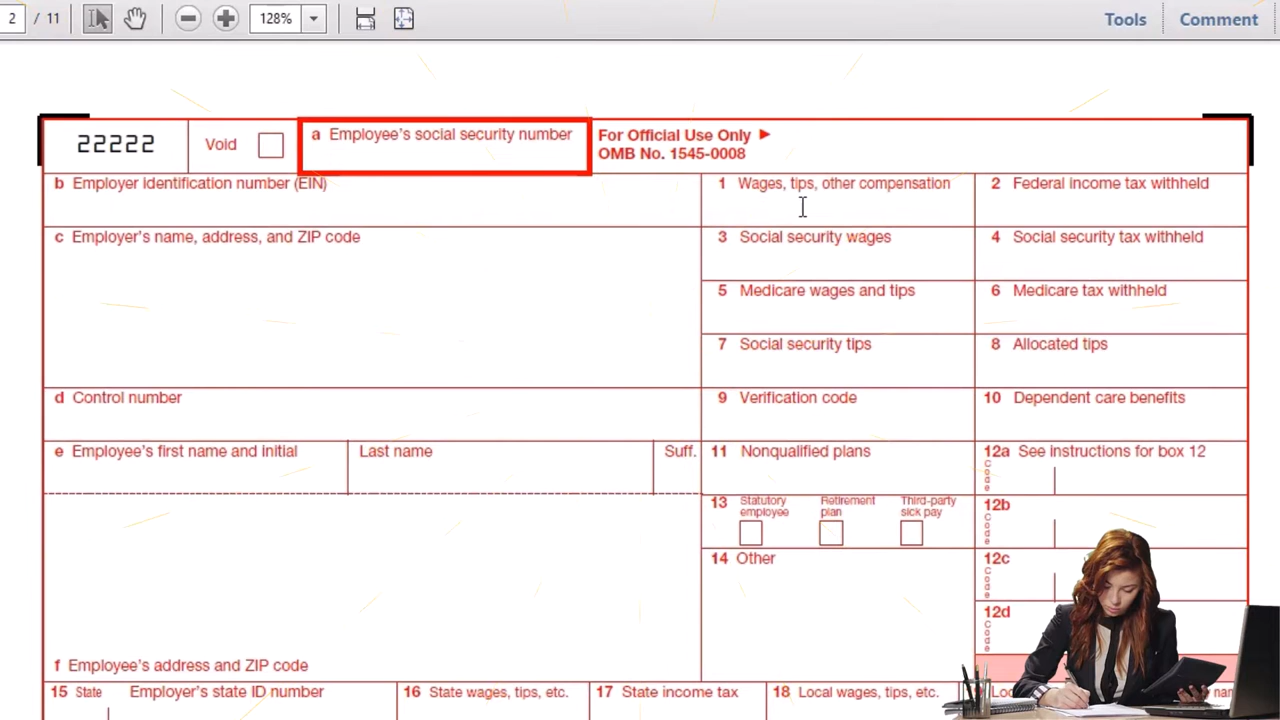 2 / 11 128% Tools Comment
22222 Void a Employee's social security number For Official Use Only ►
OMB No. 1545-0008
b Employer identification number (EIN) 1 Wages, tips, other compensation 2 Federal income tax withheld
c Employer's name, address, and ZIP code 3 Social security wages 4 Social security tax withheld
5 Medicare wages and tips 6 Medicare tax withheld
7 Social security tips 8 Allocated tips
d Control number 9 Verification code 10 Dependent care benefits
e Employee's first name and initial Last name Suff. 11 Nonqualified plans 12a See instructions for box 12
Code
13 Statutory employee Retirement plan Third-party sick pay 12b
Code
14 Other 12c
Code
12d
Code
f Employee's address and ZIP code
15 State Employer's state ID number 16 State wages, tips, etc. 17 State income tax 18 Local wages, tips, etc.